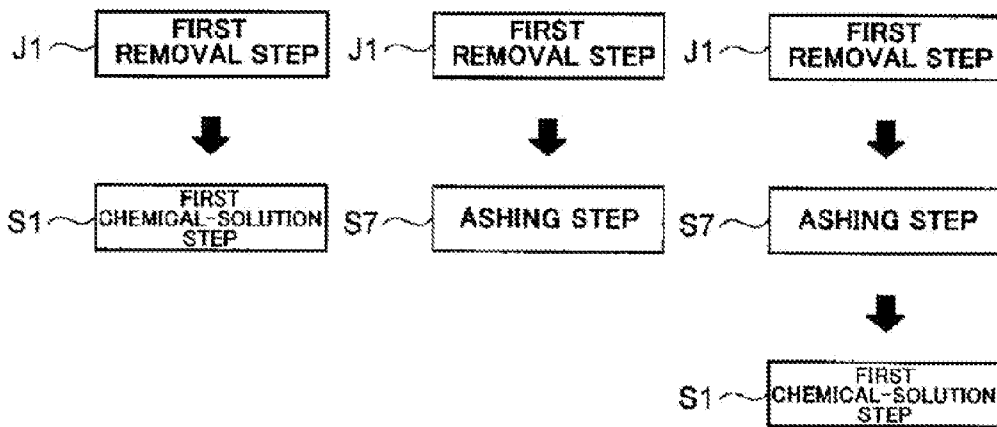 J1
FIRST
REMOVAL STEP
S1
FIRST
CHEMICAL-SOLUTION
STEP
J1
FIRST
REMOVAL STEP
S7
ASHING STEP
J1
FIRST
REMOVAL STEP
S7
ASHING STEP
S1
FIRST
CHEMICAL-SOLUTION
STEP